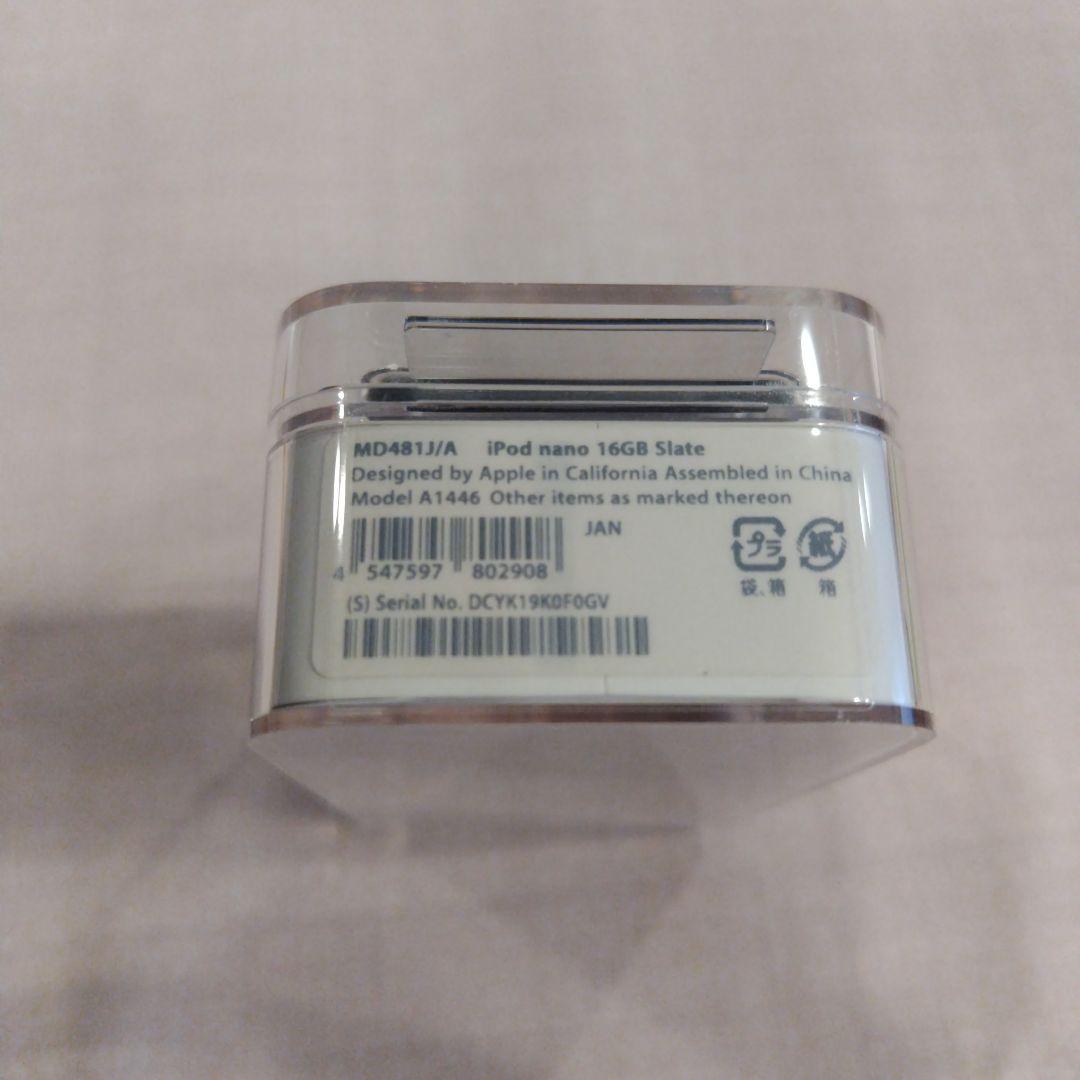 MD481J/A iPod nano 16GB Slate
Designed by Apple in California Assembled in China
Model A1446 Other items as marked thereon
JAN
4 547597 802908
プラ
紙
袋、箱
箱
(S) Serial No. DCYK19K0F0GV